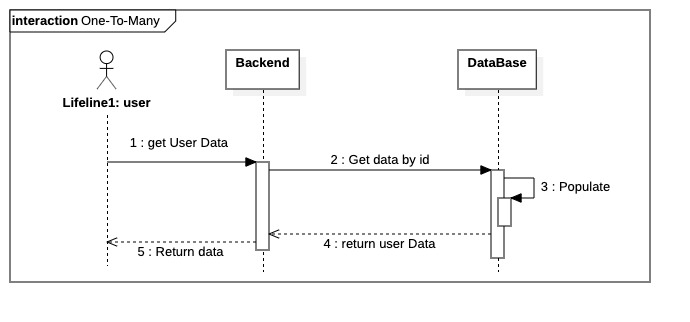 interaction One-To-Many
Backend
DataBase
Lifeline1: user
1 : get User Data
2 : Get data by id
3 : Populate
4 : return user Data
5 : Return data